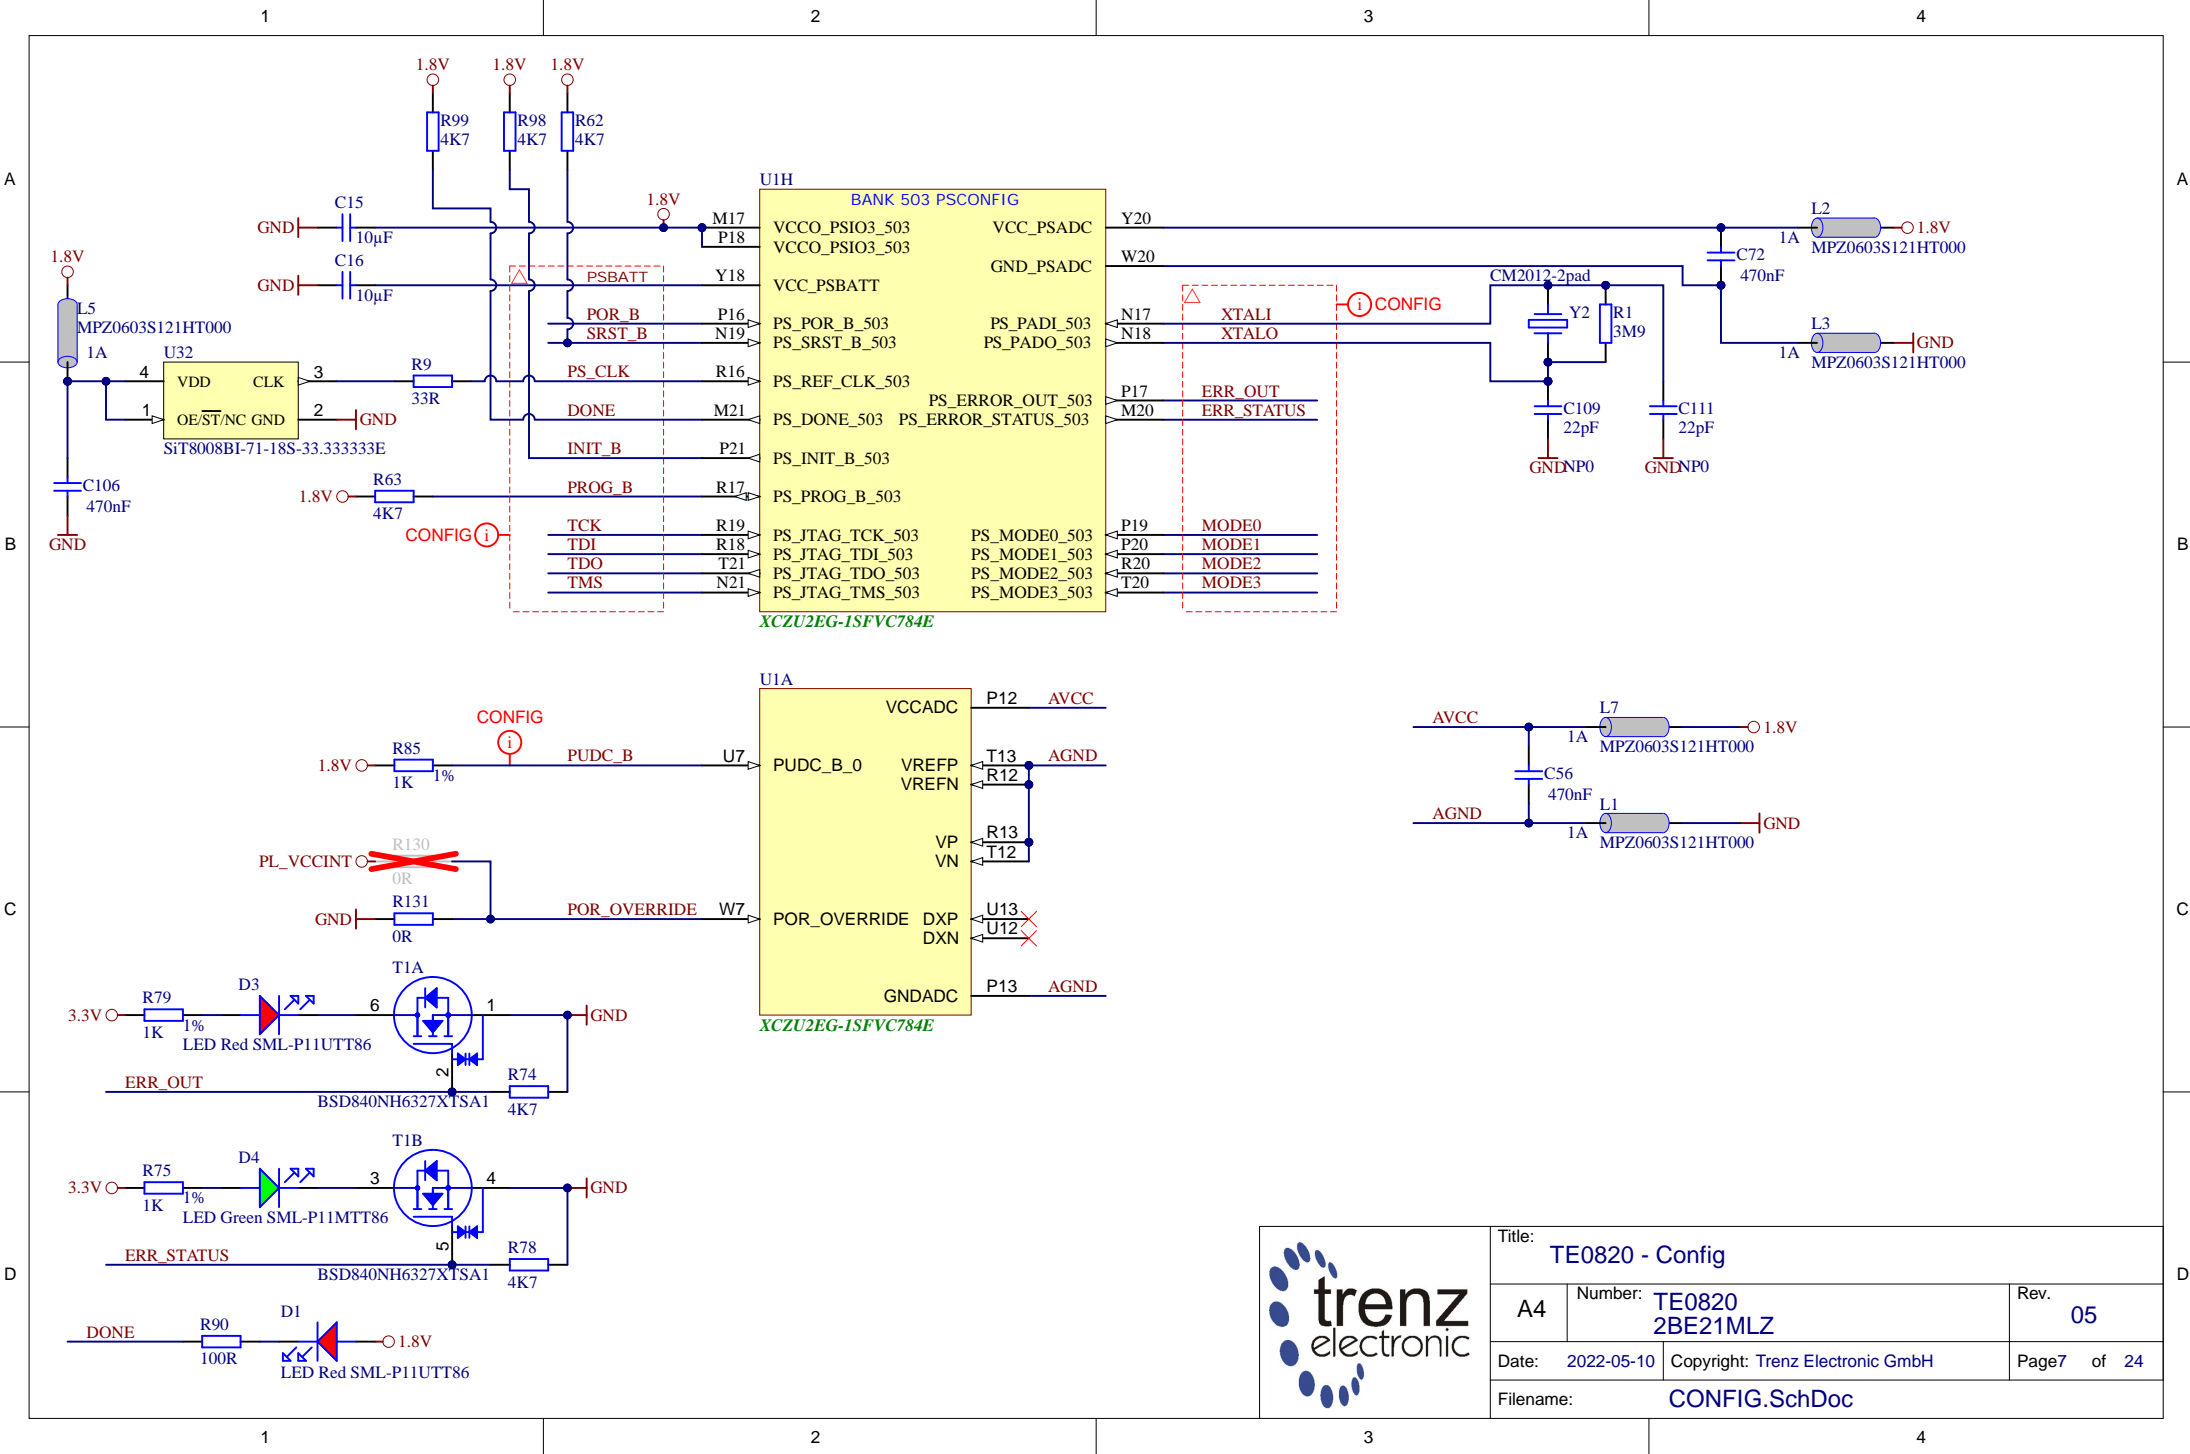 1 2 3 4
A A
B B
C C
D D
1.8V 1.8V 1.8V
R99 4K7
R98 4K7
R62 4K7
GND C15 10µF
1.8V
GND C16 10µF
1.8V
L5
MPZ0603S121HT000
1A
U32
4 VDD CLK 3
1 OE/ST/NC GND 2 GND
SiT8008BI-71-18S-33.333333E
C106
470nF
GND
R9
33R
1.8V R63
4K7
CONFIG i
PSBATT
POR_B
SRST_B
PS_CLK
DONE
INIT_B
PROG_B
TCK
TDI
TDO
TMS
U1H
BANK 503 PSCONFIG
M17 VCCO_PSIO3_503
P18 VCCO_PSIO3_503
Y18 VCC_PSBATT
P16 PS_POR_B_503
N19 PS_SRST_B_503
R16 PS_REF_CLK_503
M21 PS_DONE_503
P21 PS_INIT_B_503
R17 PS_PROG_B_503
R19 PS_JTAG_TCK_503
R18 PS_JTAG_TDI_503
T21 PS_JTAG_TDO_503
N21 PS_JTAG_TMS_503
VCC_PSADC Y20
GND_PSADC W20
PS_PADI_503 N17 XTALI
PS_PADO_503 N18 XTALO
PS_ERROR_OUT_503 P17 ERR_OUT
PS_ERROR_STATUS_503 M20 ERR_STATUS
PS_MODE0_503 P19 MODE0
PS_MODE1_503 P20 MODE1
PS_MODE2_503 R20 MODE2
PS_MODE3_503 T20 MODE3
XCZU2EG-1SFVC784E
i CONFIG
CM2012-2pad
Y2
R1
3M9
C109
22pF
GND NP0
C111
22pF
GND NP0
C72
470nF
L2
1A
MPZ0603S121HT000
1.8V
L3
1A
MPZ0603S121HT000
GND
U1A
CONFIG
i
1.8V R85 1K 1% PUDC_B U7 PUDC_B_0
PL_VCCINT R130 0R
GND R131 0R POR_OVERRIDE W7 POR_OVERRIDE
VCCADC P12 AVCC
VREFP T13 AGND
VREFN R12
VP R13
VN T12
DXP U13
DXN U12
GNDADC P13 AGND
XCZU2EG-1SFVC784E
AVCC L7 1.8V
1A MPZ0603S121HT000
C56
470nF
AGND L1 GND
1A MPZ0603S121HT000
3.3V R79 1K 1%
D3
LED Red SML-P11UTT86
T1A
6 1 2 GND
ERR_OUT
BSD840NH6327XTSA1
R74
4K7
3.3V R75 1K 1%
D4
LED Green SML-P11MTT86
T1B
3 4 5 GND
ERR_STATUS
BSD840NH6327XTSA1
R78
4K7
DONE R90 100R
D1
1.8V
LED Red SML-P11UTT86
trenz
electronic
Title:
TE0820 - Config
A4
Number: TE0820
2BE21MLZ
Rev.
05
Date: 2022-05-10 Copyright: Trenz Electronic GmbH Page7 of 24
Filename: CONFIG.SchDoc
1 2 3 4